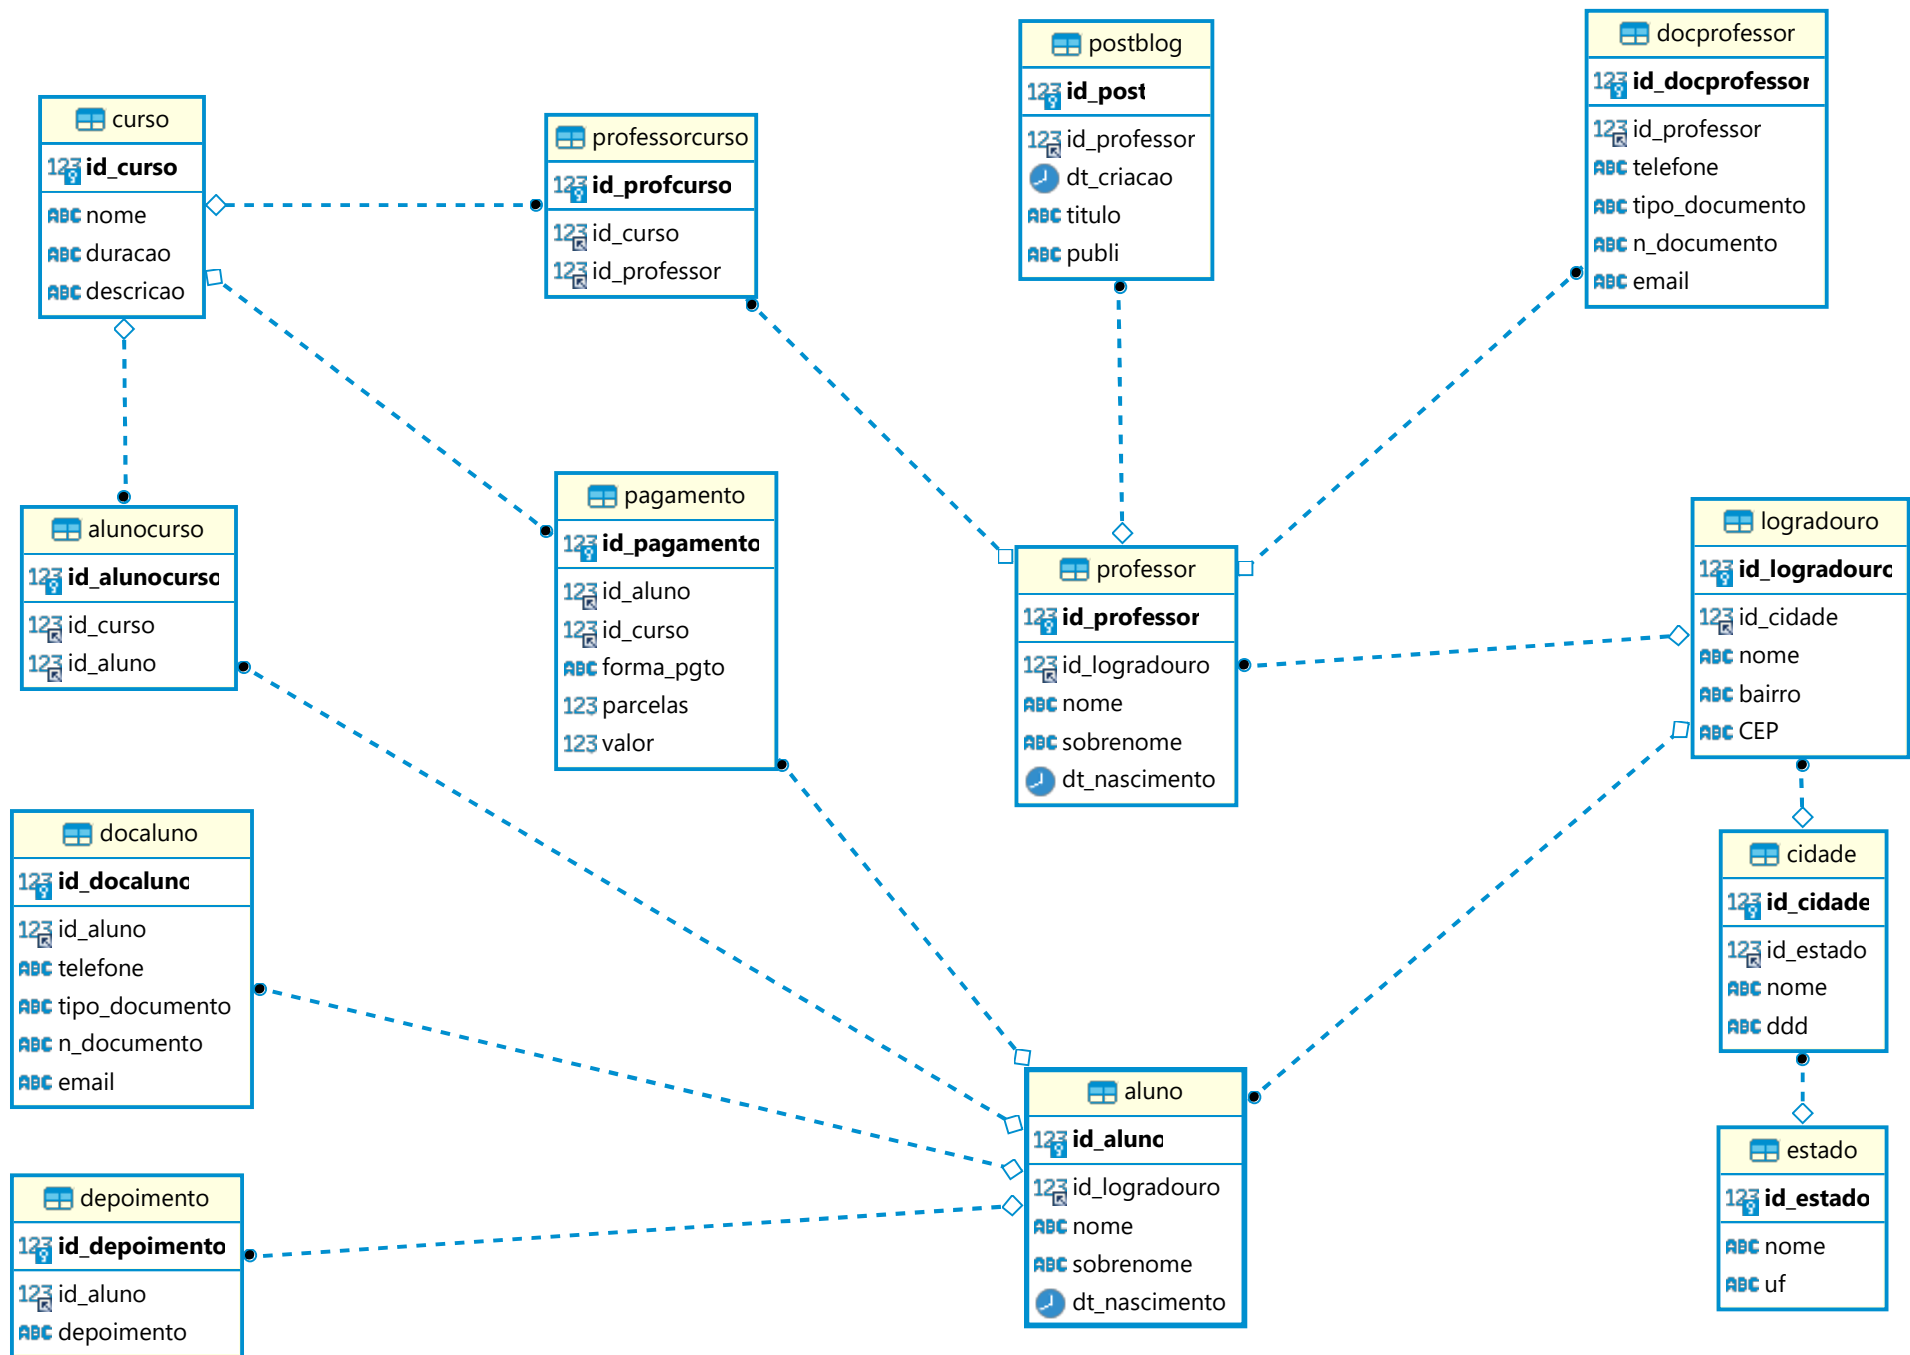 curso
id_curso
nome
duracao
descricao
professorcurso
id_profcurso
id_curso
id_professor
postblog
id_post
id_professor
dt_criacao
titulo
publi
docprofessor
id_docprofessor
id_professor
telefone
tipo_documento
n_documento
email
alunocurso
id_alunocurso
id_curso
id_aluno
pagamento
id_pagamento
id_aluno
id_curso
forma_pgto
parcelas
valor
professor
id_professor
id_logradouro
nome
sobrenome
dt_nascimento
logradouro
id_logradouro
id_cidade
nome
bairro
CEP
docaluno
id_docaluno
id_aluno
telefone
tipo_documento
n_documento
email
cidade
id_cidade
id_estado
nome
ddd
depoimento
id_depoimento
id_aluno
depoimento
aluno
id_aluno
id_logradouro
nome
sobrenome
dt_nascimento
estado
id_estado
nome
uf